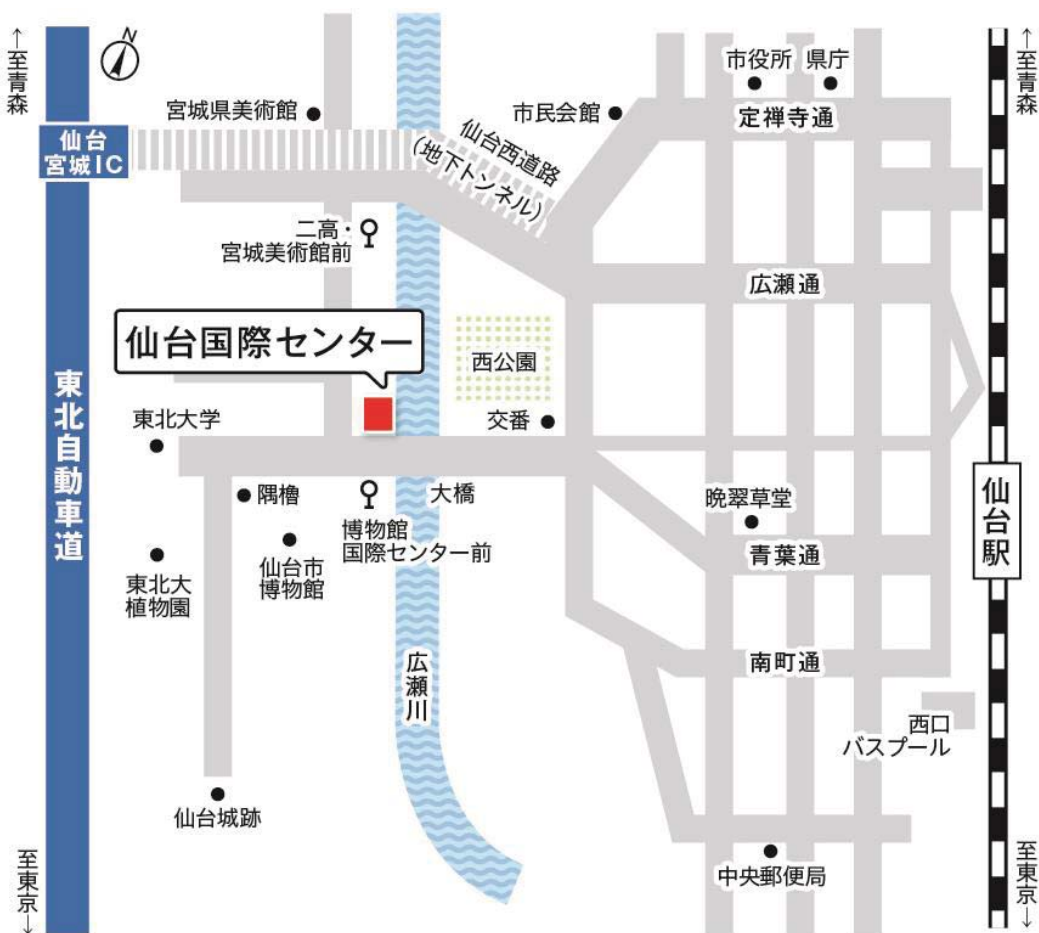 ↑至青森
N
仙台
宮城IC
宮城県美術館
仙台西道路
(地下トンネル)
市民会館
市役所
県庁
定禅寺通
↑至青森
二高・
宮城美術館前
広瀬通
仙台国際センター
西公園
交番
東北自動車道
東北大学
隅櫓
大橋
博物館
国際センター前
仙台市
博物館
東北大
植物園
晩翠草堂
青葉通
仙台駅
南町通
広瀬川
西口
バスプール
仙台城跡
中央郵便局
至東京↓
至東京↓